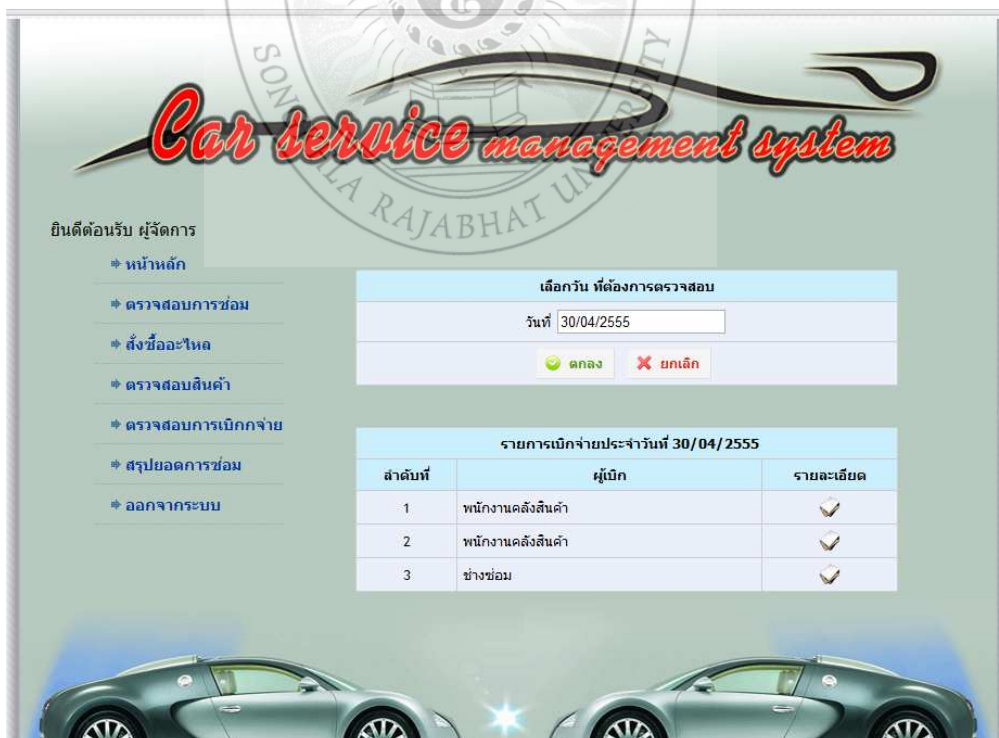 SONGKHLA RAJABHAT UNIVERSITY
Car service management system
ยินดีต้อนรับ ผู้จัดการ
หน้าหลัก
ตรวจสอบการซ่อม
สั่งซื้ออะไหล
ตรวจสอบสินค้า
ตรวจสอบการเบิกกจ่าย
สรุปยอดการซ่อม
ออกจากระบบ
เลือกวัน ที่ต้องการตรวจสอบ
วันที่ 30/04/2555
ตกลง ยกเลิก
รายการเบิกจ่ายประจำวันที่ 30/04/2555
ลำดับที่ ผู้เบิก รายละเอียด
1 พนักงานคลังสินค้า
2 พนักงานคลังสินค้า
3 ช่างซ่อม